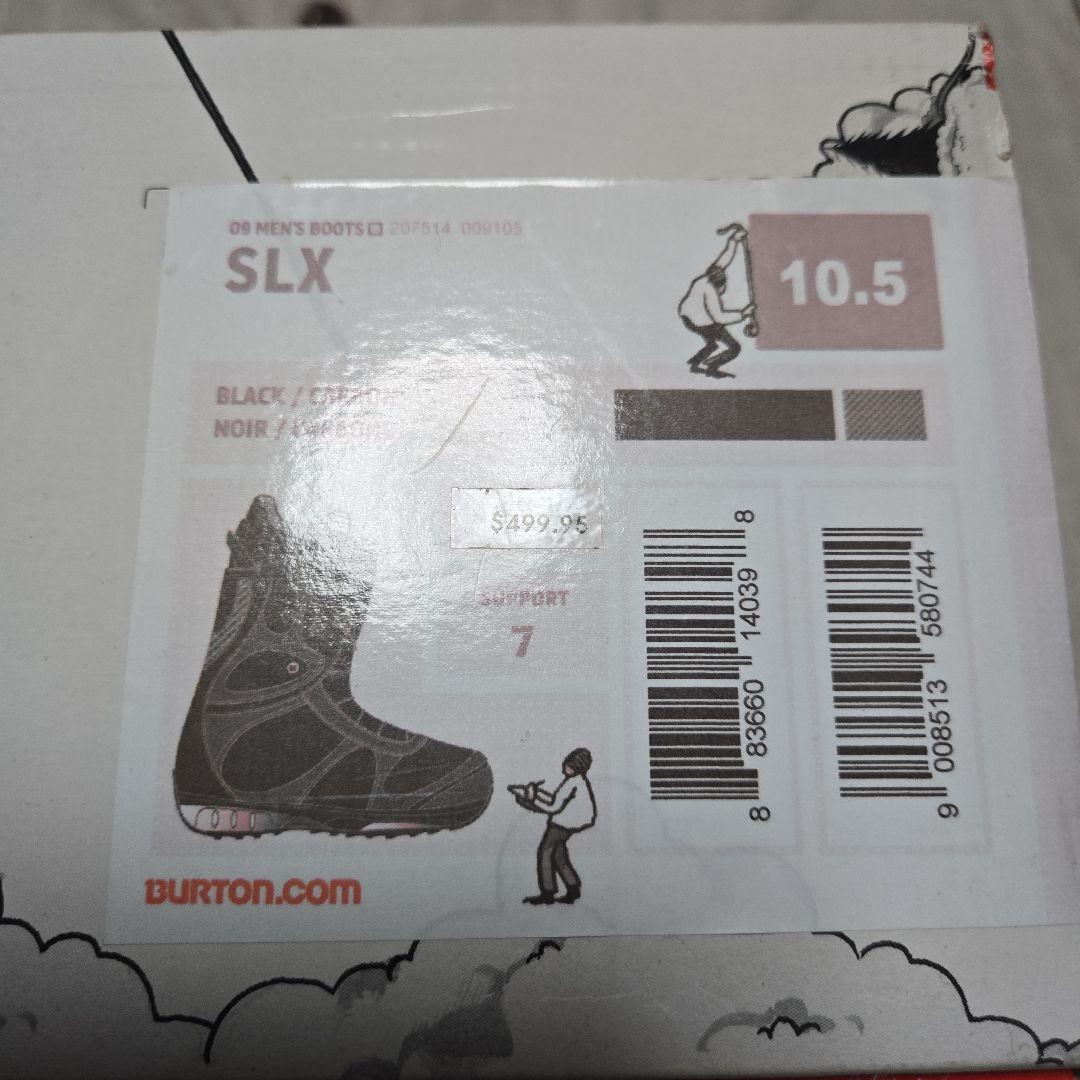 09 MEN'S BOOTS 207514 009105
SLX
10.5
BLACK /
NOIR /
$499.95
SUPPORT
7
8 83660 14039 8
9 008513 580744
BURTON.COM